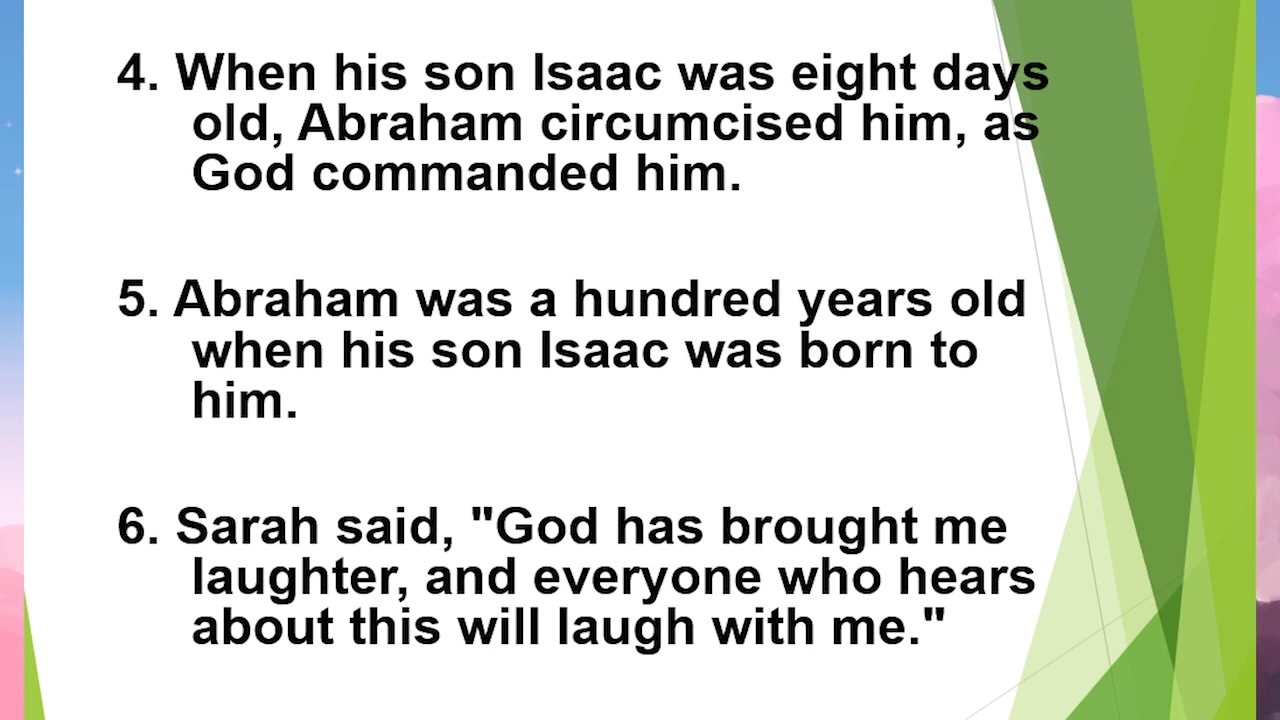 4. When his son Isaac was eight days
old, Abraham circumcised him, as
God commanded him.
5. Abraham was a hundred years old
when his son Isaac was born to
him.
6. Sarah said, "God has brought me
laughter, and everyone who hears
about this will laugh with me."